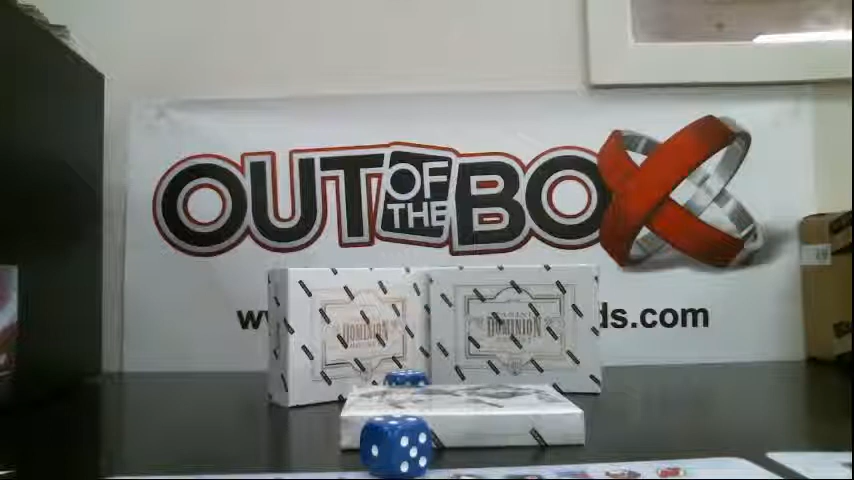 OUT OF THE BOX
w
ds.com
DOMINION
DOMINION